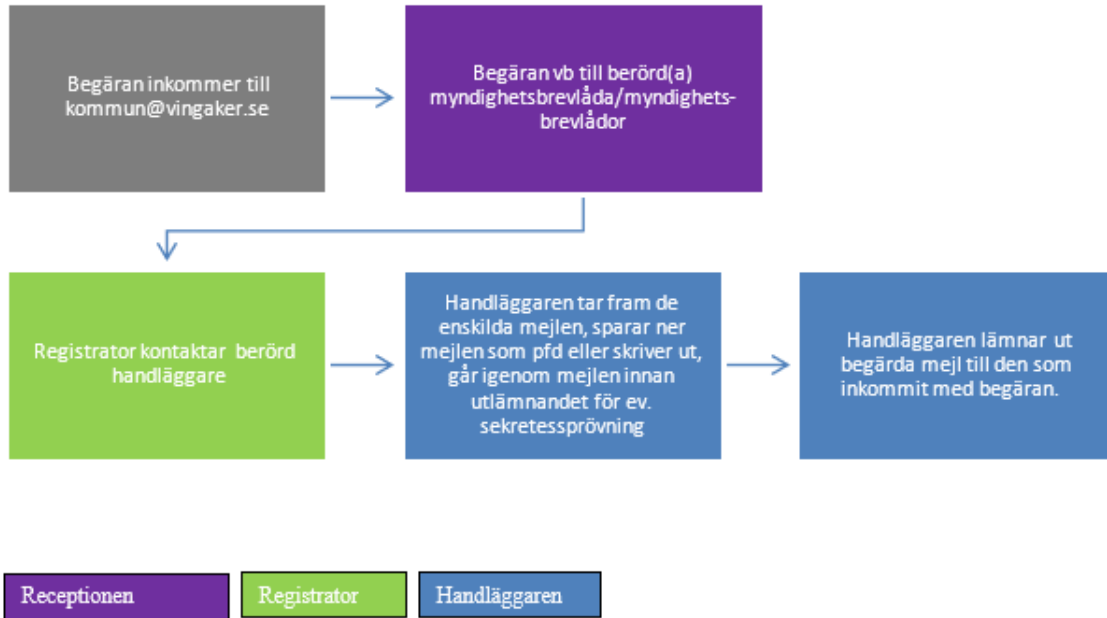 Begäran inkommer till
kommun@vingaker.se
Begäran vb till berörd(a)
myndighetsbrevlåda/myndighets-
brevlådor
Registrator kontaktar berörd
handläggare
Handläggaren tar fram de
enskilda mejlen, sparar ner
mejlen som pfd eller skriver ut,
går igenom mejlen innan
utlämnandet för ev.
sekretessprövning
Handläggaren lämnar ut
begärda mejl till den som
inkommit med begäran.
Receptionen
Registrator
Handläggaren